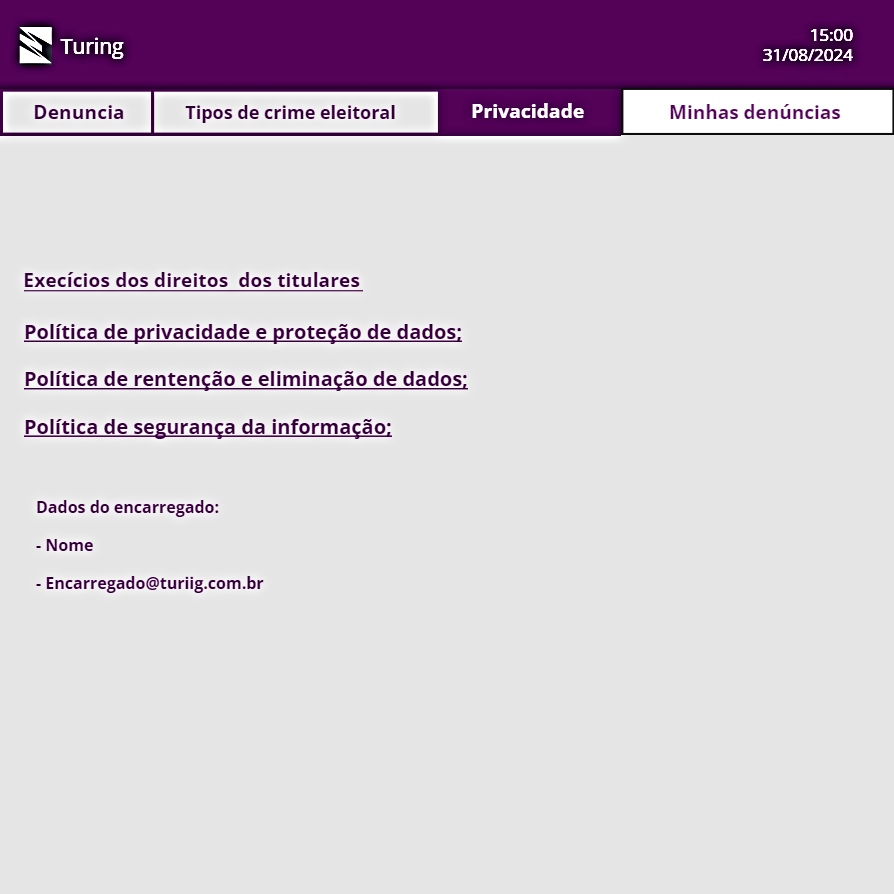 Turing
15:00
31/08/2024
Denuncia
Tipos de crime eleitoral
Privacidade
Minhas denúncias
Execícios dos direitos  dos titulares
Política de privacidade e proteção de dados;
Política de rentenção e eliminação de dados;
Política de segurança da informação;
Dados do encarregado:
- Nome
- Encarregado@turiig.com.br